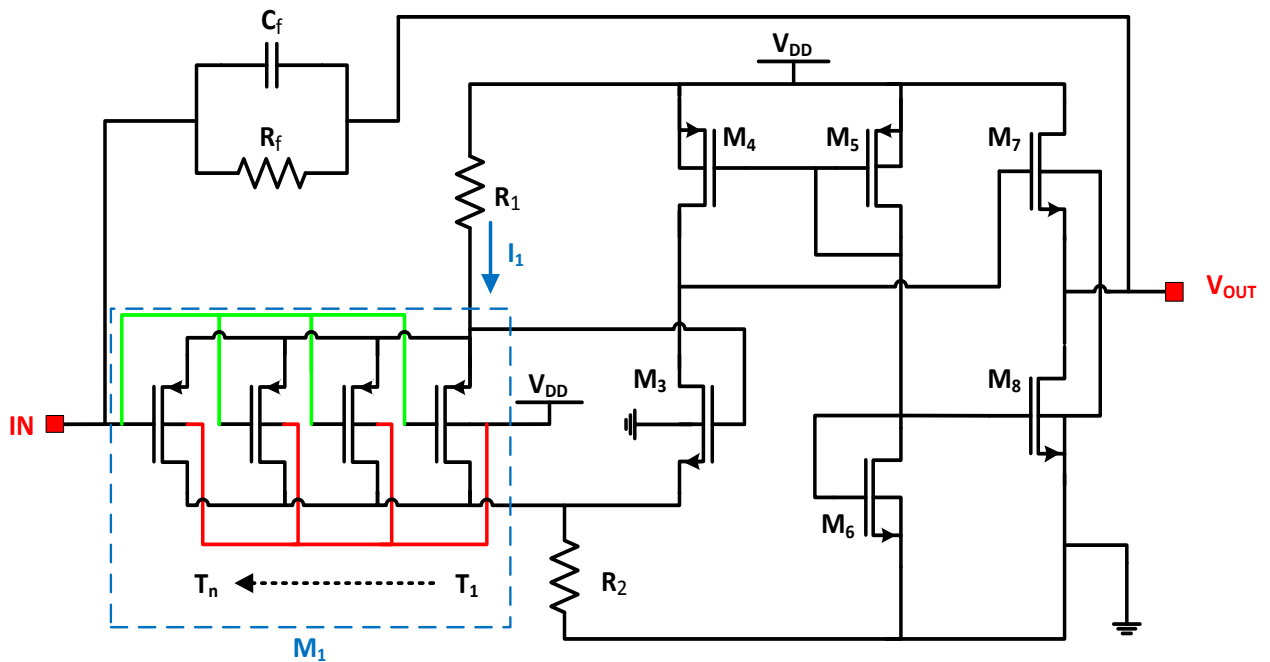 C_f
V_DD
R_f
M_4
M_5
M_7
R_1
I_1
V_OUT
M_3
V_DD
M_8
IN
M_6
T_n
T_1
R_2
M_1